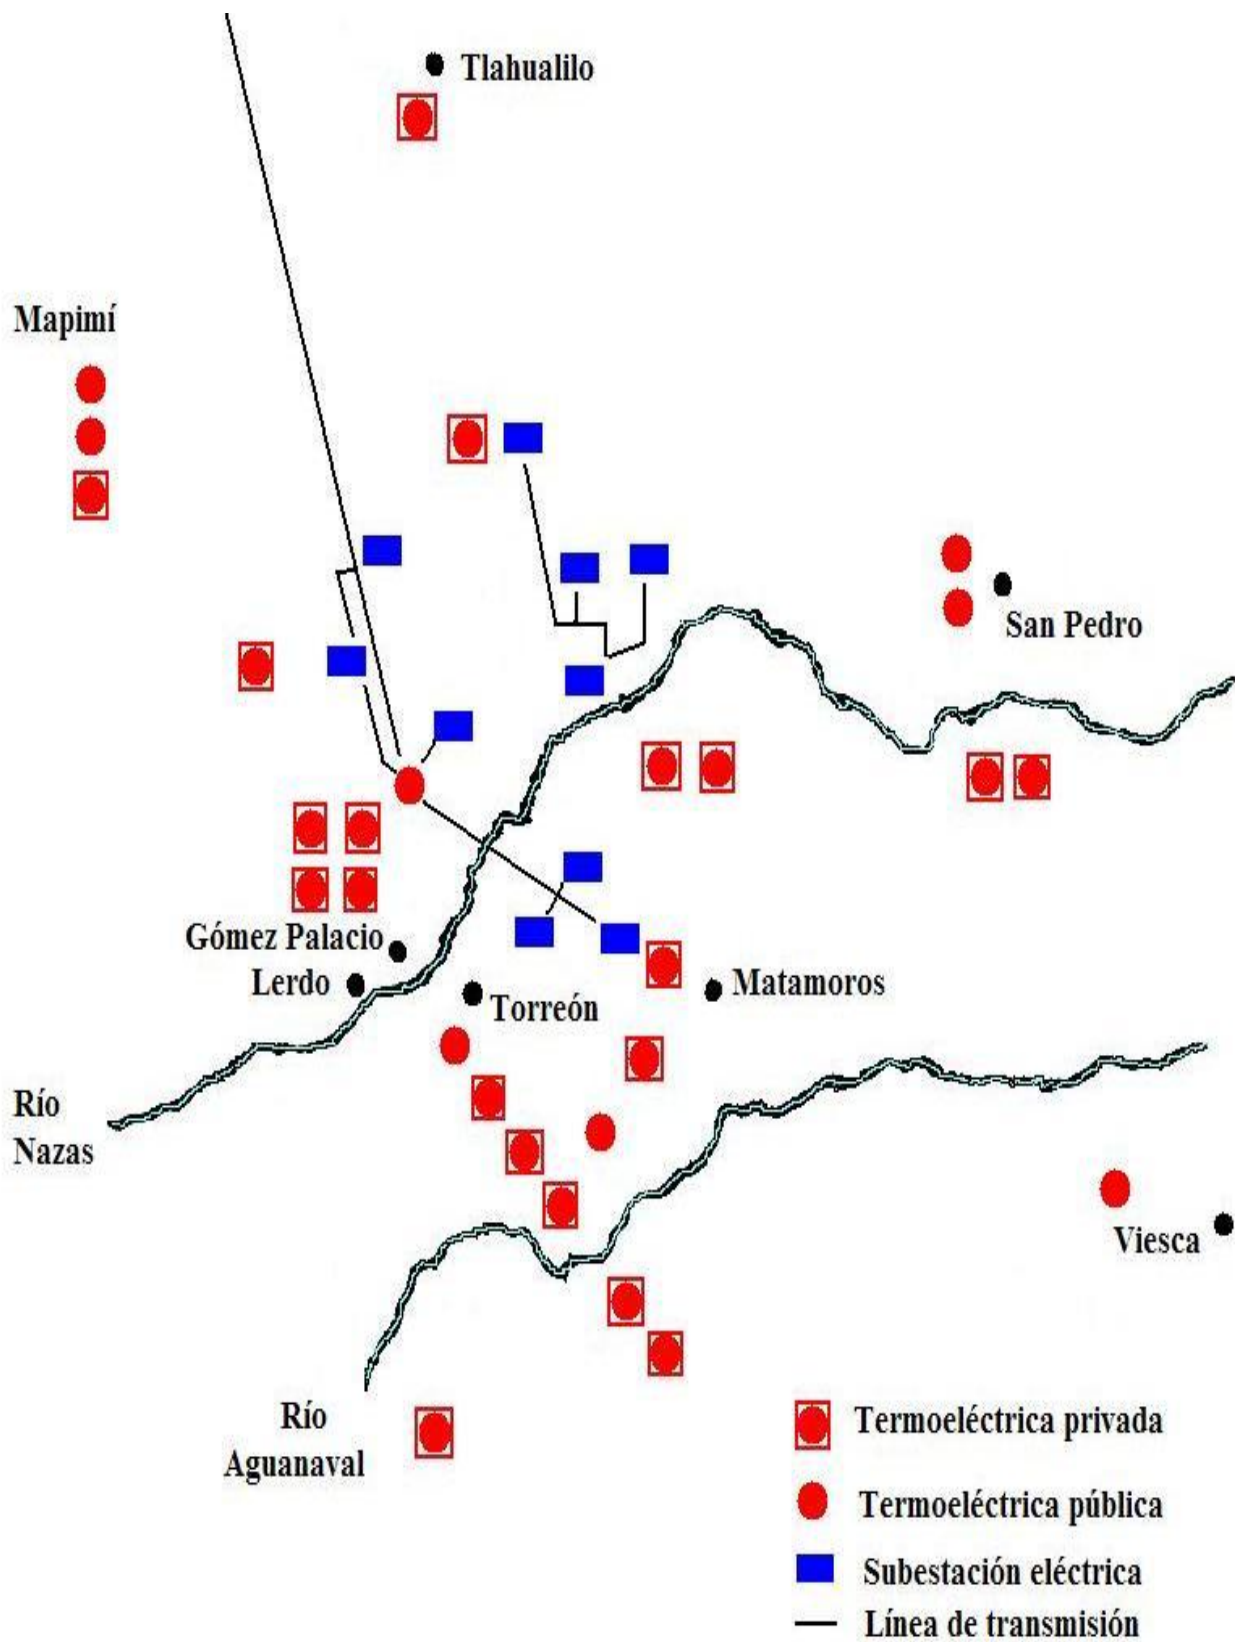 Tlahualilo
Mapimí
San Pedro
Gómez Palacio
Lerdo
Torreón
Matamoros
Río
Nazas
Viesca
Río
Aguanaval
Termoeléctrica privada
Termoeléctrica pública
Subestación eléctrica
Línea de transmisión